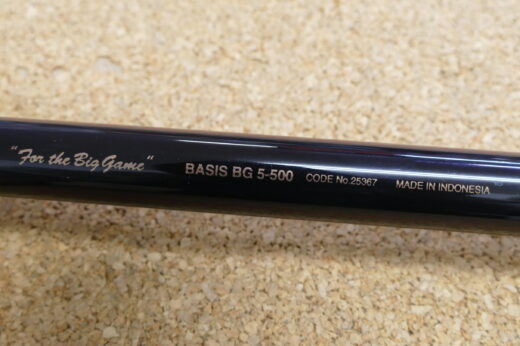 "For the Big Game" BASIS BG 5-500 CODE No.25367 MADE IN INDONESIA